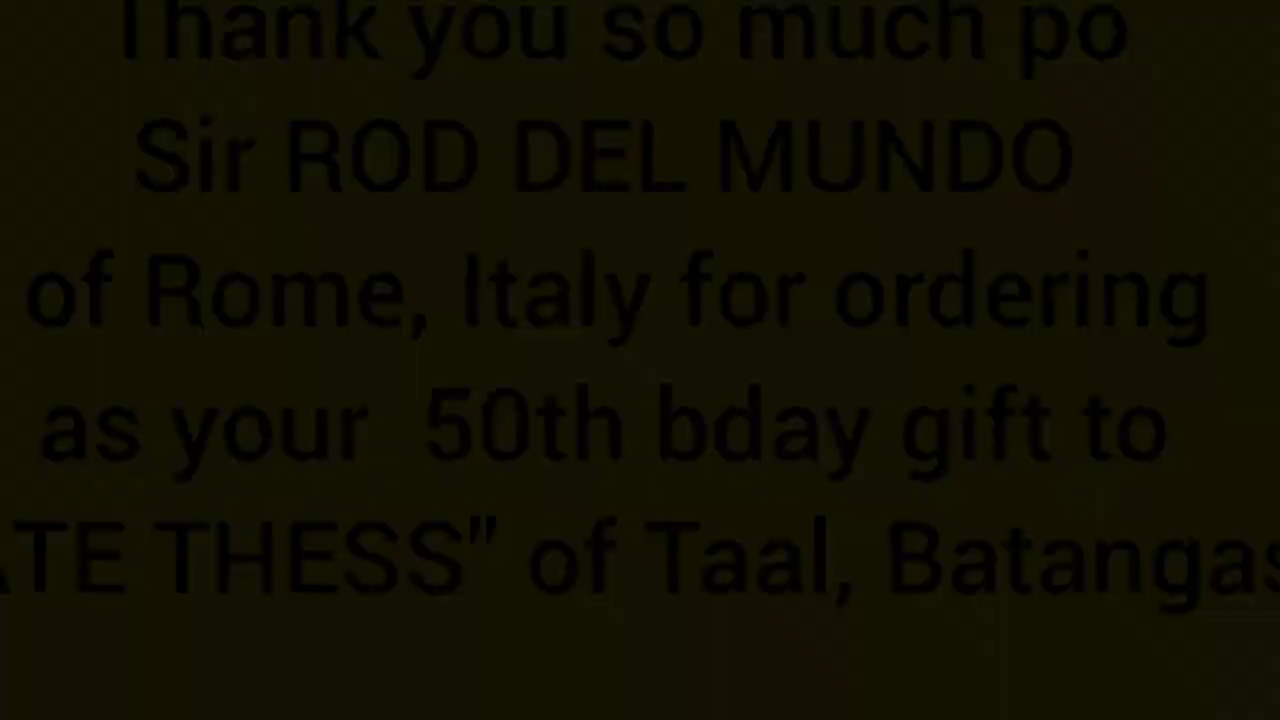 Thank you so much po
Sir ROD DEL MUNDO
of Rome, Italy for ordering
as your 50th bday gift to
ATE THESS" of Taal, Batangas